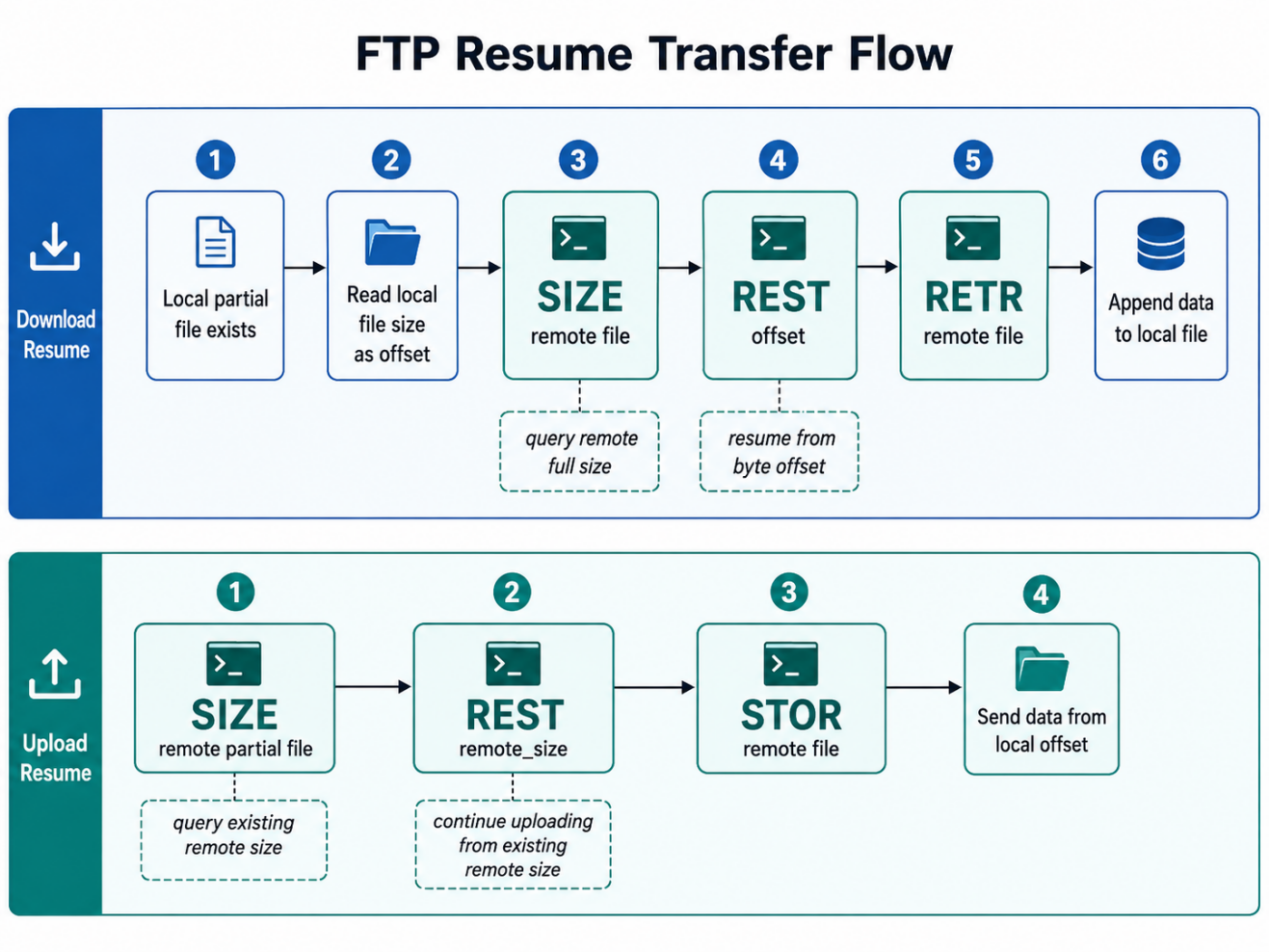 FTP Resume Transfer Flow
Download
Resume
1
Local partial
file exists
2
Read local
file size
as offset
3
>_
SIZE
remote file
query remote
full size
4
>_
REST
offset
resume from
byte offset
5
>_
RETR
remote file
6
Append data
to local file
Upload
Resume
1
>_
SIZE
remote partial file
query existing
remote size
2
>_
REST
remote_size
continue uploading
from existing
remote size
3
>_
STOR
remote file
4
Send data from
local offset